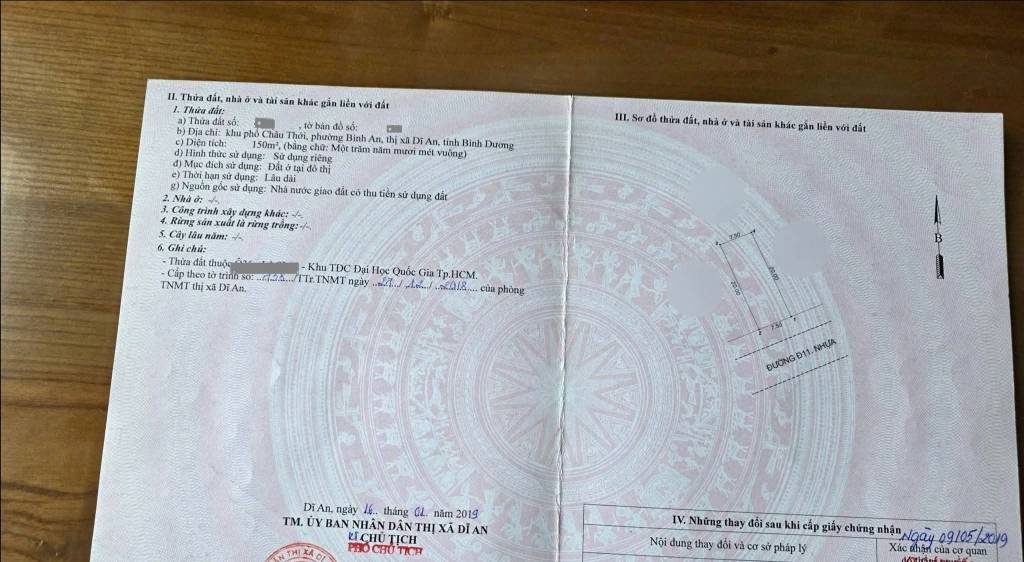 II. Thửa đất, nhà ở và tài sản khác gắn liền với đất
1. Thửa đất:
a) Thửa đất số: , tờ bản đồ số:
b) Địa chỉ: khu phố Châu Thới, phường Bình An, thị xã Dĩ An, tỉnh Bình Dương
c) Diện tích: 150m², (bằng chữ: Một trăm năm mươi mét vuông)
d) Hình thức sử dụng: Sử dụng riêng
đ) Mục đích sử dụng: Đất ở tại đô thị
e) Thời hạn sử dụng: Lâu dài
g) Nguồn gốc sử dụng: Nhà nước giao đất có thu tiền sử dụng đất
2. Nhà ở: -/-
3. Công trình xây dựng khác: -/-
4. Rừng sản xuất là rừng trồng: -/-
5. Cây lâu năm: -/-
6. Ghi chú:
- Thửa đất thuộc - Khu TĐC Đại Học Quốc Gia Tp.HCM.
- Cấp theo tờ trình số: /TTr.TNMT ngày / 12 / 2018 của phòng
TNMT thị xã Dĩ An.
Dĩ An, ngày 16 tháng 01 năm 2019
TM. ỦY BAN NHÂN DÂN THỊ XÃ DĨ AN
KT CHỦ TỊCH
PHÓ CHỦ TỊCH
N THỊ XÃ DĨ
III. Sơ đồ thửa đất, nhà ở và tài sản khác gắn liền với đất
B
7.50
20.00
20.00
7.50
ĐƯỜNG Đ11, NHỰA
IV. Những thay đổi sau khi cấp giấy chứng nhận
Ngày 09/05/2019
Nội dung thay đổi và cơ sở pháp lý
Xác nhận của cơ quan